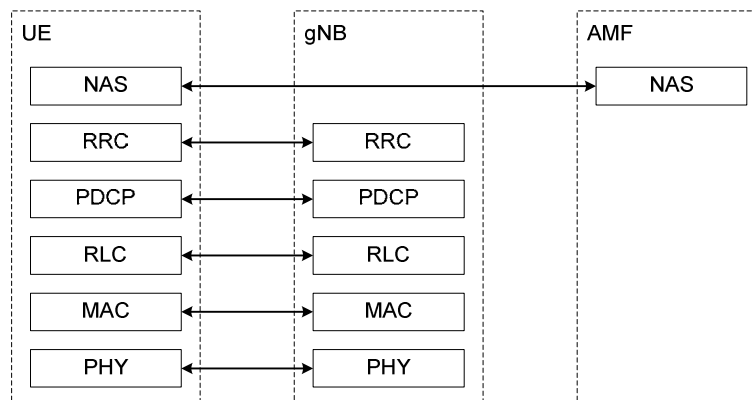 UE gNB AMF
NAS NAS
RRC RRC
PDCP PDCP
RLC RLC
MAC MAC
PHY PHY